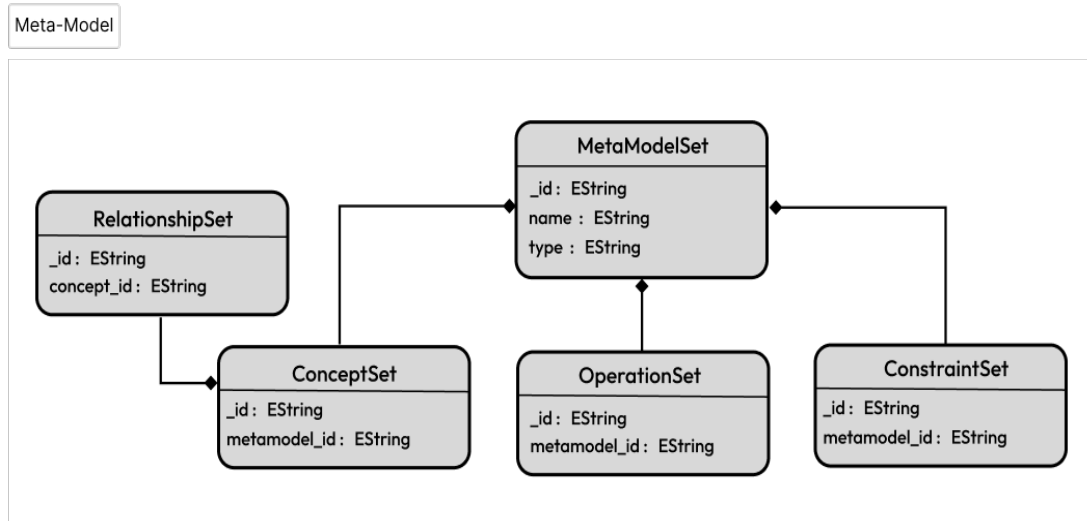 Meta-Model
MetaModelSet
_id : EString
name : EString
type : EString
RelationshipSet
_id : EString
concept_id : EString
ConceptSet
_id : EString
metamodel_id : EString
OperationSet
_id : EString
metamodel_id : EString
ConstraintSet
_id : EString
metamodel_id : EString